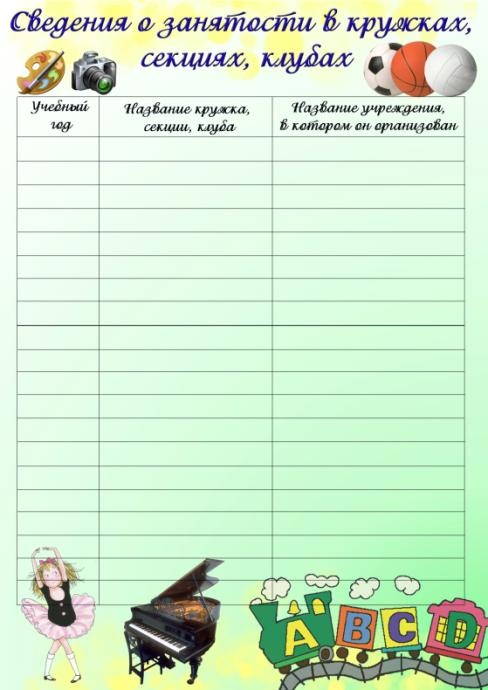 Сведения о занятости в кружках,
секциях, клубах
Учебный
год
Название кружка,
секции, клуба
Название учреждения,
в котором он организован
A B C D